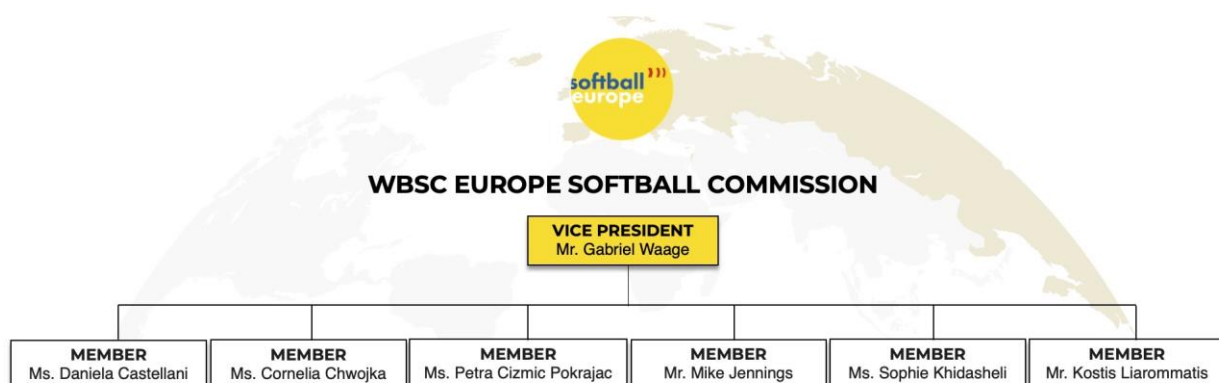 softball
europe
WBSC EUROPE SOFTBALL COMMISSION
VICE PRESIDENT
Mr. Gabriel Waage
MEMBER
Ms. Daniela Castellani
MEMBER
Ms. Cornelia Chwojka
MEMBER
Ms. Petra Cizmic Pokrajac
MEMBER
Mr. Mike Jennings
MEMBER
Ms. Sophie Khidasheli
MEMBER
Mr. Kostis Liarommatis